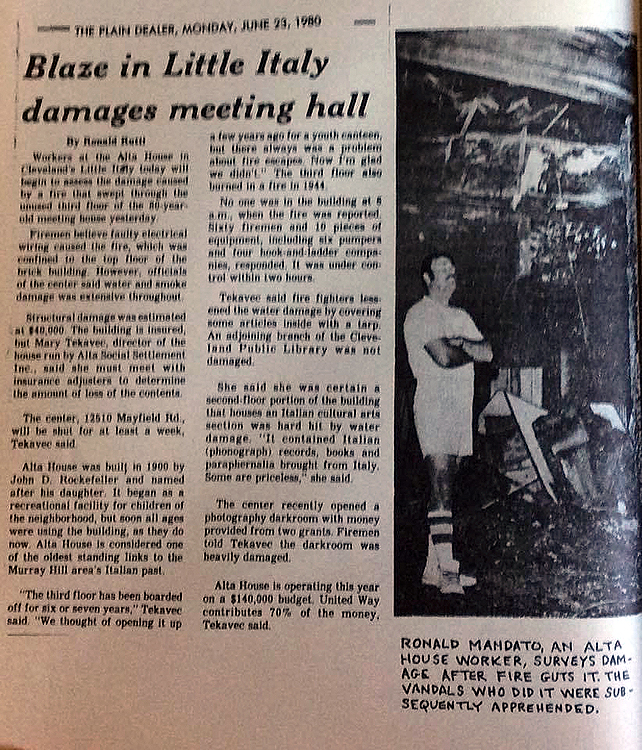 THE PLAIN DEALER, MONDAY, JUNE 23, 1980
Blaze in Little Italy
damages meeting hall
By Ronald Rutti
Workers at the Alta House in
Cleveland's Little Italy today will
begin to assess the damage caused
by a fire that swept through the
unused third floor of the 80-year-
old meeting house yesterday.
Firemen believe faulty electrical
wiring caused the fire, which was
confined to the top floor of the
brick building. However, officials
of the center said water and smoke
damage was extensive throughout.
Structural damage was estimated
at $40,000. The building is insured,
but Mary Tekavec, director of the
house run by Alta Social Settlement
Inc., said she must meet with
insurance adjusters to determine
the amount of loss of the contents.
The center, 12510 Mayfield Rd.,
will be shut for at least a week,
Tekavec said.
Alta House was built in 1900 by
John D. Rockefeller and named
after his daughter. It began as a
recreational facility for children of
the neighborhood, but soon all ages
were using the building, as they do
now. Alta House is considered one
of the oldest standing links to the
Murray Hill area's Italian past.
"The third floor has been boarded
off for six or seven years," Tekavec
said. "We thought of opening it up
a few years ago for a youth canteen,
but there always was a problem
about fire escapes. Now I'm glad
we didn't." The third floor also
burned in a fire in 1944.
No one was in the building at 6
a.m., when the fire was reported.
Sixty firemen and 10 pieces of
equipment, including six pumpers
and four hook-and-ladder compa-
nies, responded. It was under con-
trol within two hours.
Tekavec said fire fighters less-
ened the water damage by covering
some articles inside with a tarp.
An adjoining branch of the Cleve-
land Public Library was not
damaged.
She said she was certain a
second-floor portion of the building
that houses an Italian cultural arts
section was hard hit by water
damage. "It contained Italian
(phonograph) records, books and
paraphernalia brought from Italy.
Some are priceless," she said.
The center recently opened a
photography darkroom with money
provided from two grants. Firemen
told Tekavec the darkroom was
heavily damaged.
Alta House is operating this year
on a $140,000 budget. United Way
contributes 70% of the money,
Tekavec said.
RONALD MANDATO, AN ALTA
HOUSE WORKER, SURVEYS DAM-
AGE AFTER FIRE GUTS IT. THE
VANDALS WHO DID IT WERE SUB-
SEQUENTLY APPREHENDED.